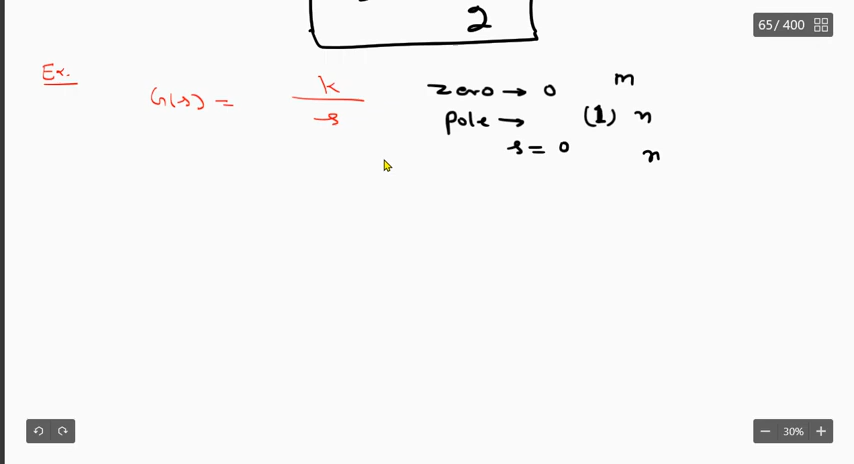 2
65 / 400
Ex.
G(s) = k / s
zero → 0 m
pole → (1) n
s = 0 n
30%